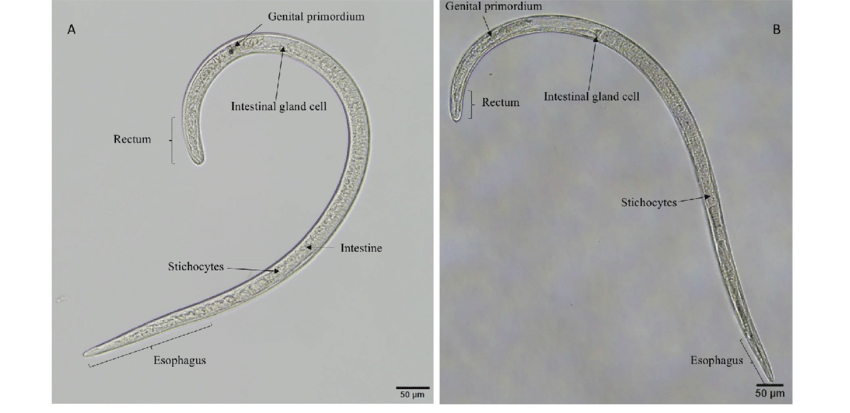 A
Genital primordium
Intestinal gland cell
Rectum
Intestine
Stichocytes
Esophagus
50 µm
Genital primordium
B
Intestinal gland cell
Rectum
Stichocytes
Esophagus
50 µm